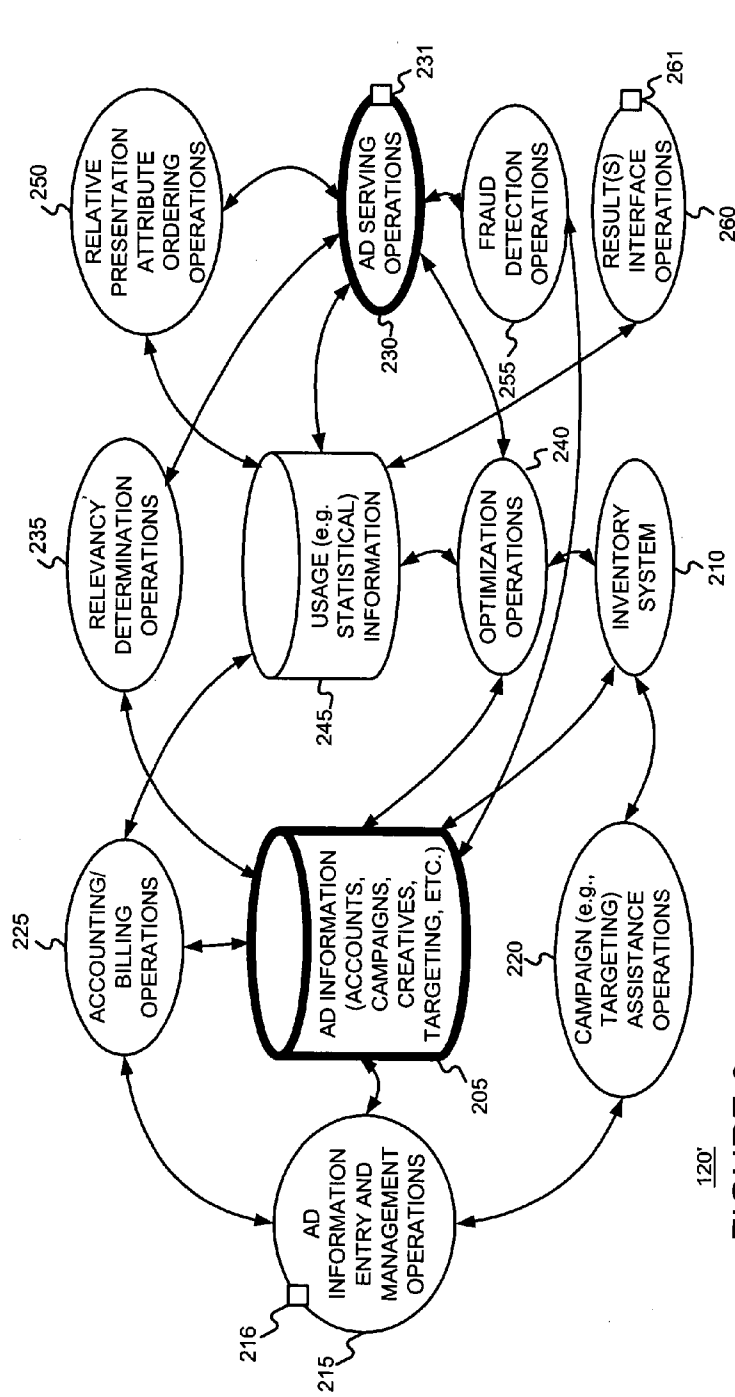 250
RELATIVE
PRESENTATION
ATTRIBUTE
ORDERING
OPERATIONS
231
AD SERVING
OPERATIONS
230
FRAUD
DETECTION
OPERATIONS
255
261
RESULT(S)
INTERFACE
OPERATIONS
260
235
RELEVANCY
DETERMINATION
OPERATIONS
USAGE (e.g.
STATISTICAL)
INFORMATION
245
240
OPTIMIZATION
OPERATIONS
INVENTORY
SYSTEM
210
225
ACCOUNTING/
BILLING
OPERATIONS
AD INFORMATION
(ACCOUNTS,
CAMPAIGNS,
CREATIVES,
TARGETING, ETC.)
205
220
CAMPAIGN (e.g.,
TARGETING)
ASSISTANCE
OPERATIONS
216
AD
INFORMATION
ENTRY AND
MANAGEMENT
OPERATIONS
215
120'